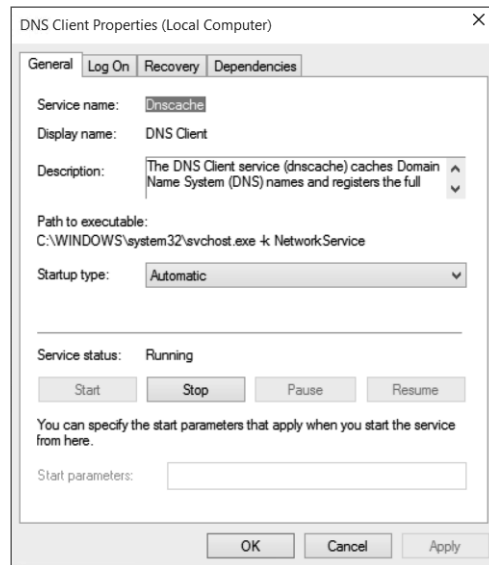 DNS Client Properties (Local Computer)
General Log On Recovery Dependencies
Service name: Dnscache
Display name: DNS Client
Description: The DNS Client service (dnscache) caches Domain
Name System (DNS) names and registers the full
Path to executable:
C:\WINDOWS\system32\svchost.exe -k NetworkService
Startup type: Automatic
Service status: Running
Start Stop Pause Resume
You can specify the start parameters that apply when you start the service
from here.
Start parameters:
OK Cancel Apply